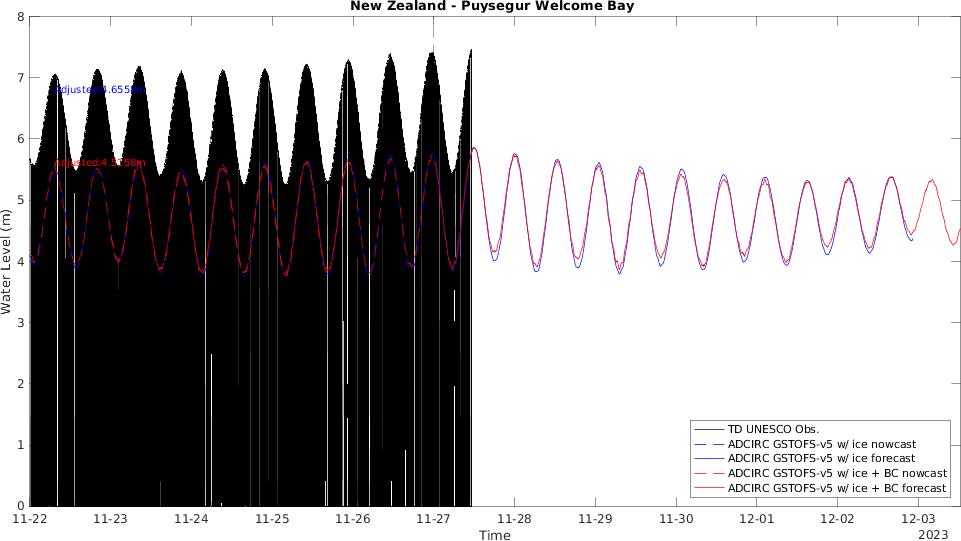 New Zealand - Puysegur Welcome Bay
8
7
6
5
4
3
2
1
0
Water Level (m)
Adjusted:4.6558m
11-22
11-23
11-24
11-25
11-26
11-27
11-28
11-29
11-30
12-01
12-02
12-03
Time
2023
TD UNESCO Obs.
ADCIRC GSTOFS-v5 w/ ice nowcast
ADCIRC GSTOFS-v5 w/ ice forecast
ADCIRC GSTOFS-v5 w/ ice + BC nowcast
ADCIRC GSTOFS-v5 w/ ice + BC forecast